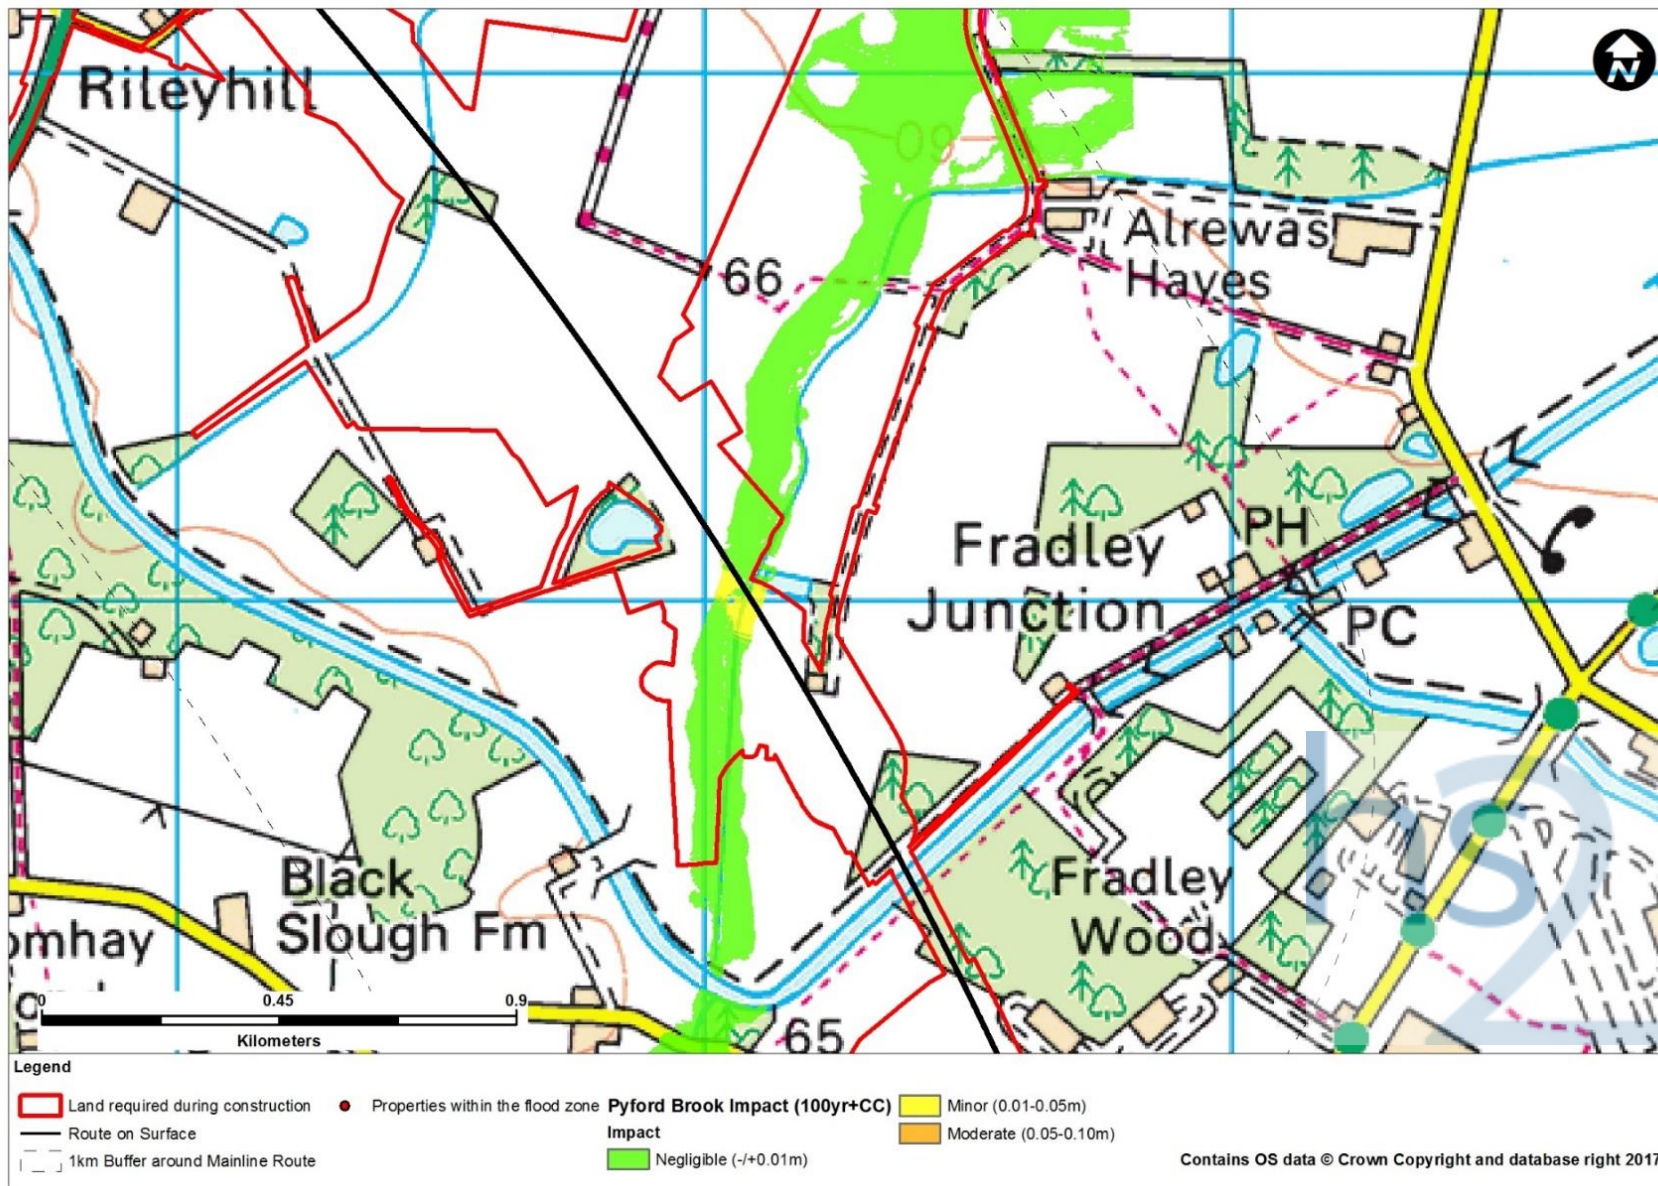 N
Rileyhill
60
Alrewas
Hayes
66
Fradley
Junction
PH
PC
Black
Slough Fm
Fradley
Wood
omhay
65
hs2
0 0.45 0.9
Kilometers
Legend
Land required during construction
Properties within the flood zone
Pyford Brook Impact (100yr+CC)
Minor (0.01-0.05m)
Route on Surface
Impact
Moderate (0.05-0.10m)
1km Buffer around Mainline Route
Negligible (-/+0.01m)
Contains OS data © Crown Copyright and database right 2017